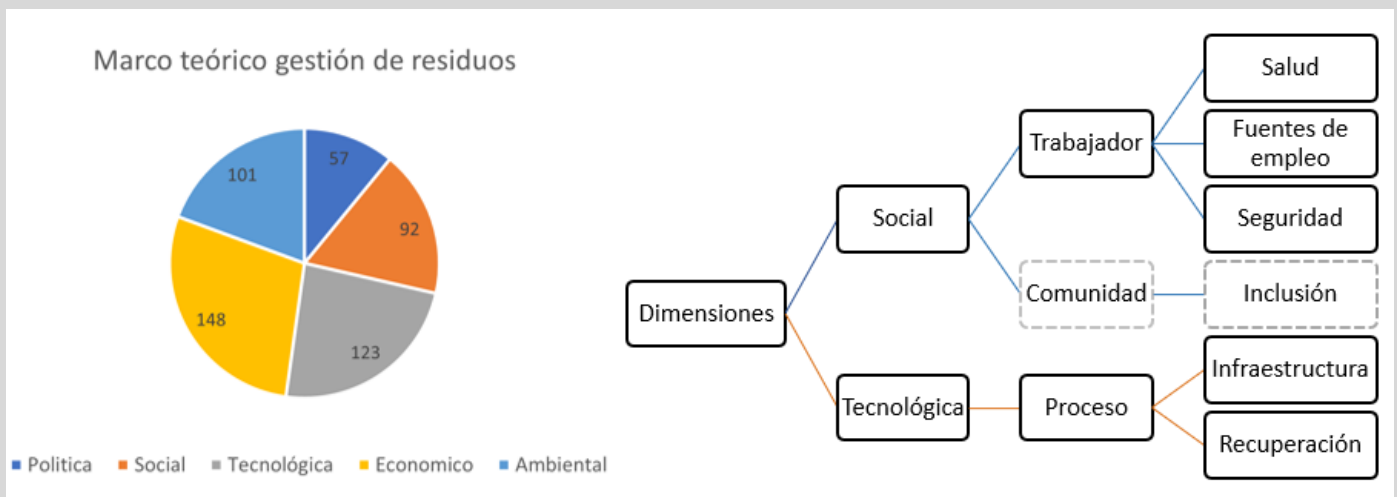 Marco teórico gestión de residuos
57
92
123
148
101
Politica
Social
Tecnológica
Economico
Ambiental
Dimensiones
Social
Tecnológica
Trabajador
Comunidad
Proceso
Salud
Fuentes de
empleo
Seguridad
Inclusión
Infraestructura
Recuperación